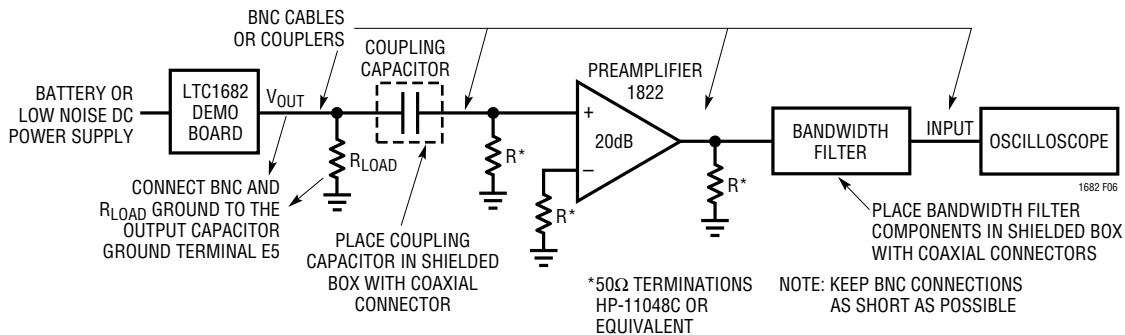 BNC CABLES
OR COUPLERS
COUPLING
CAPACITOR
PREAMPLIFIER
1822
BATTERY OR
LOW NOISE DC
POWER SUPPLY
LTC1682
DEMO
BOARD
VOUT
RLOAD
R*
+
20dB
–
R*
R*
BANDWIDTH
FILTER
INPUT
OSCILLOSCOPE
1682 F06
CONNECT BNC AND
RLOAD GROUND TO THE
OUTPUT CAPACITOR
GROUND TERMINAL E5
PLACE COUPLING
CAPACITOR IN SHIELDED
BOX WITH COAXIAL
CONNECTOR
PLACE BANDWIDTH FILTER
COMPONENTS IN SHIELDED BOX
WITH COAXIAL CONNECTORS
*50Ω TERMINATIONS
HP-11048C OR
EQUIVALENT
NOTE: KEEP BNC CONNECTIONS
AS SHORT AS POSSIBLE